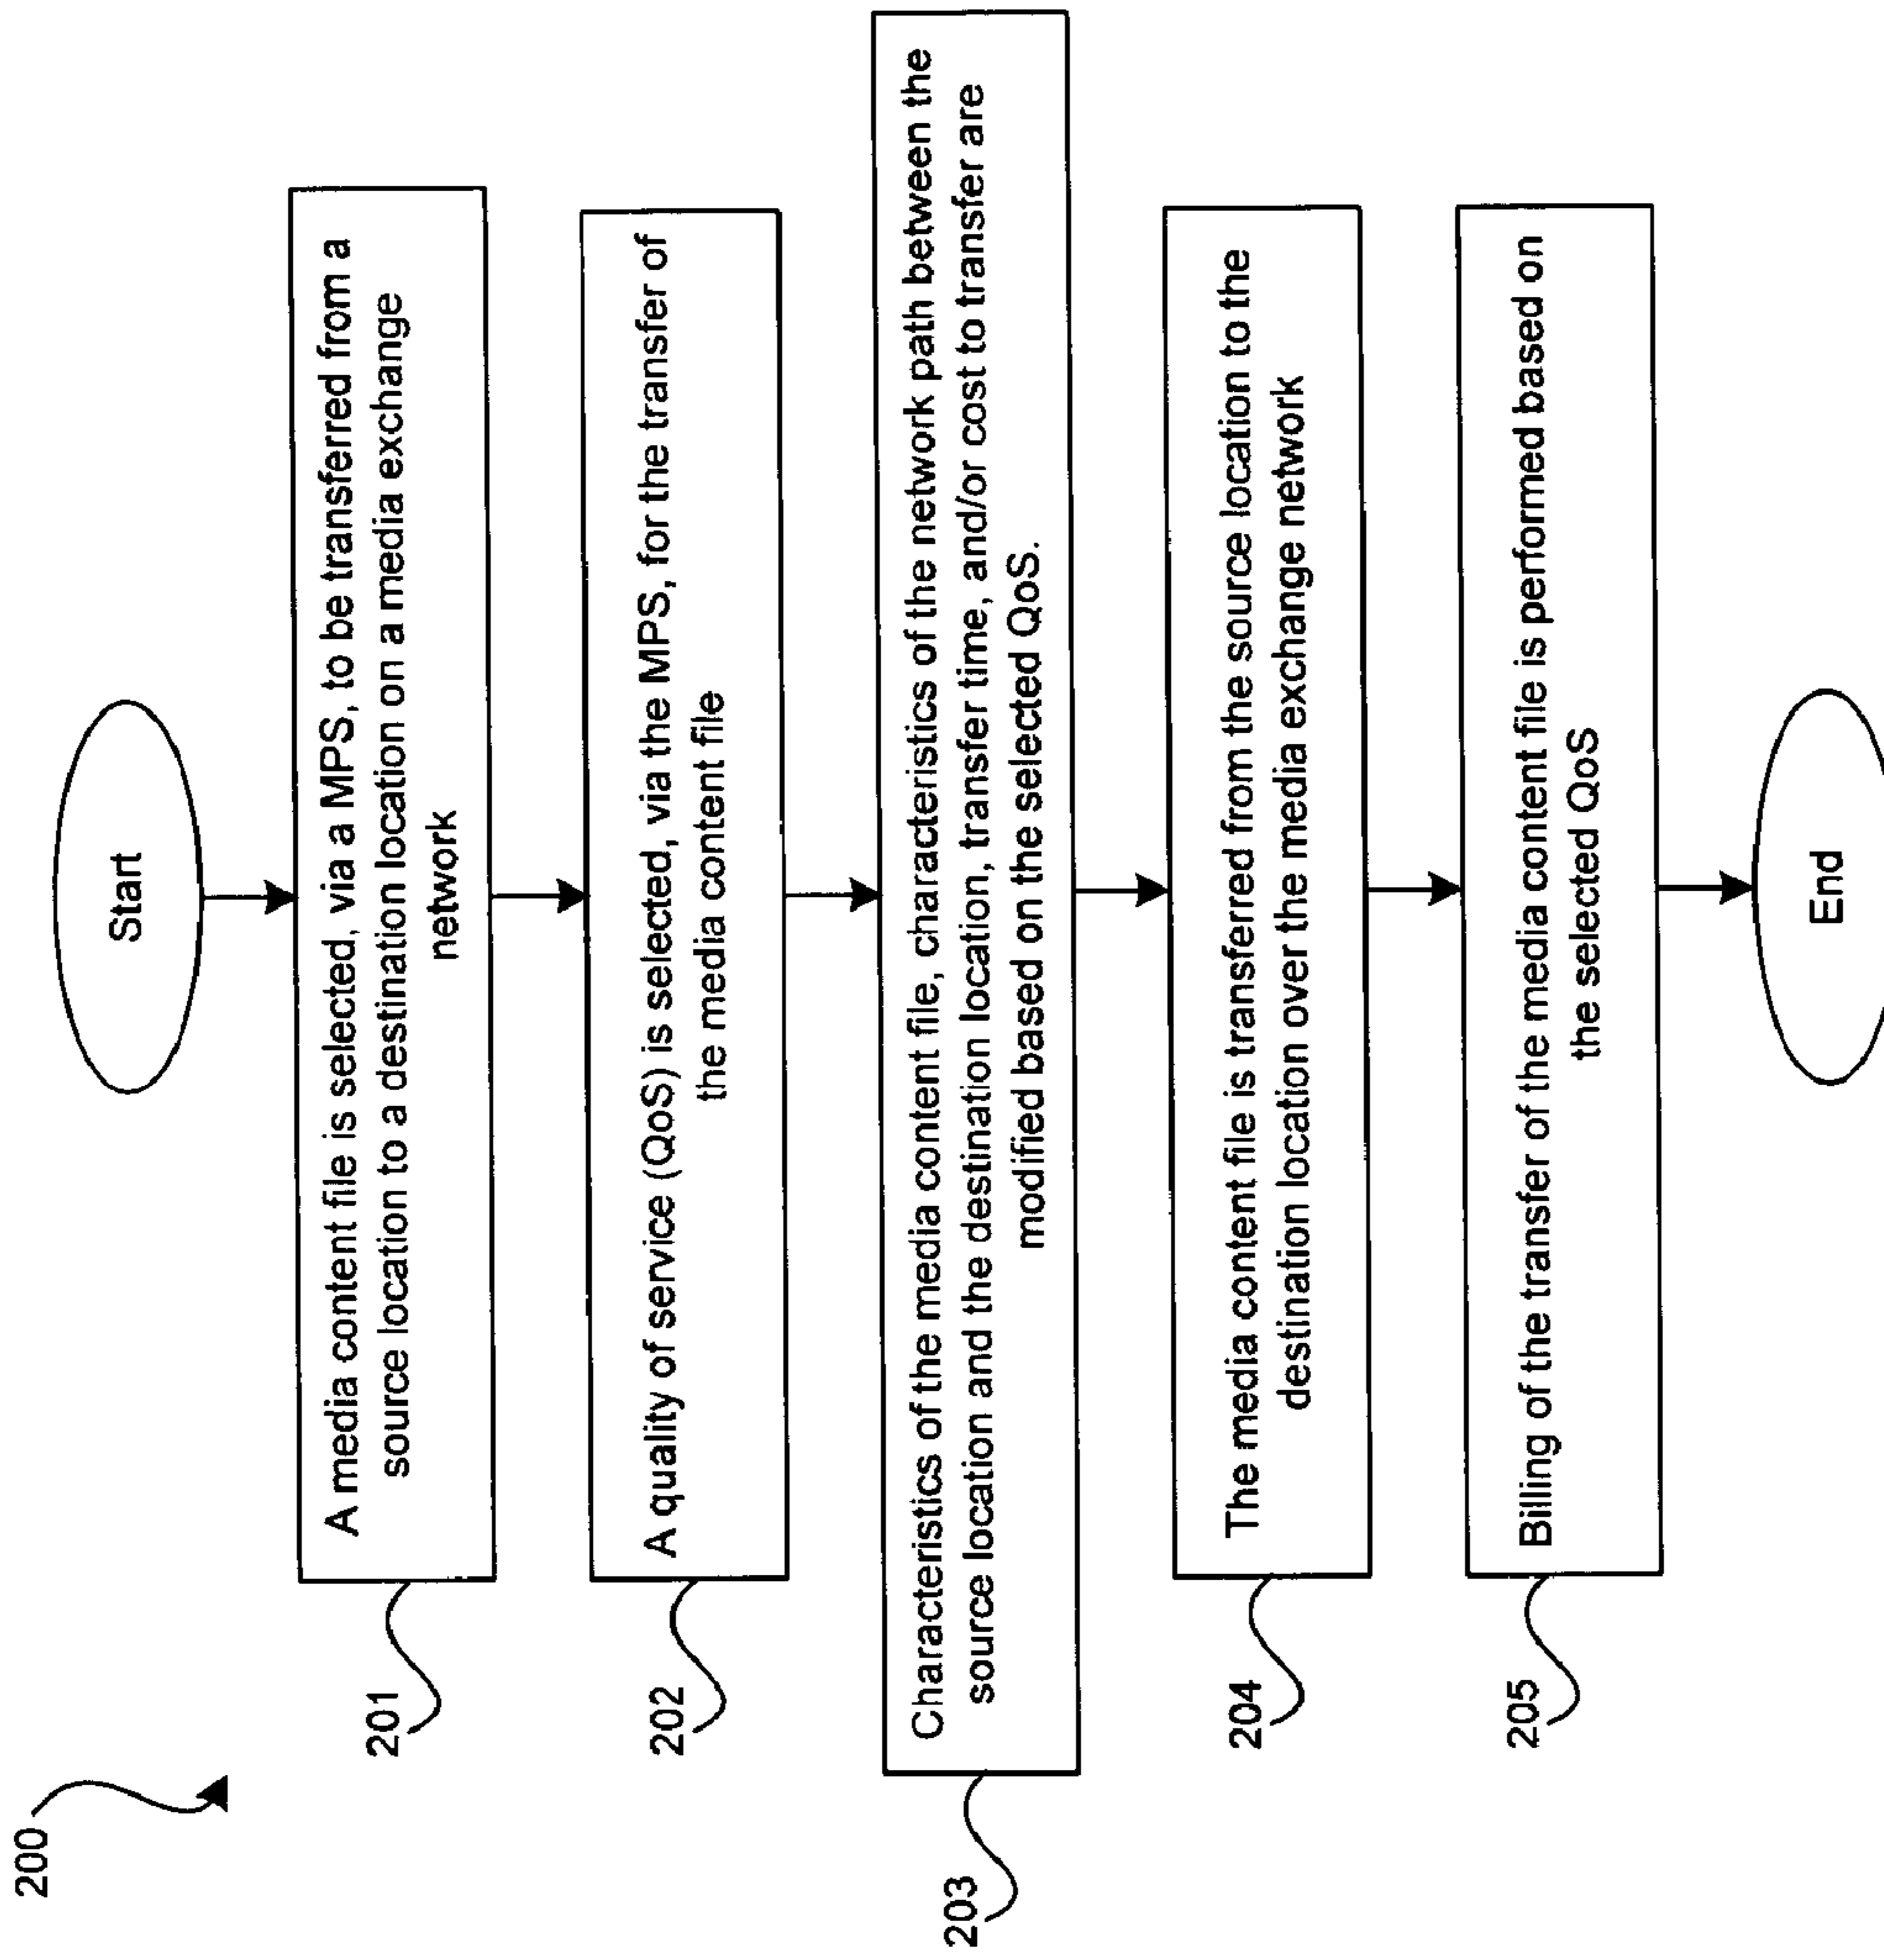 200
Start
201
A media content file is selected, via a MPS, to be transferred from a
source location to a destination location on a media exchange
network
202
A quality of service (QoS) is selected, via the MPS, for the transfer of
the media content file
203
Characteristics of the media content file, characteristics of the network path between the
source location and the destination location, transfer time, and/or cost to transfer are
modified based on the selected QoS.
204
The media content file is transferred from the source location to the
destination location over the media exchange network
205
Billing of the transfer of the media content file is performed based on
the selected QoS
End